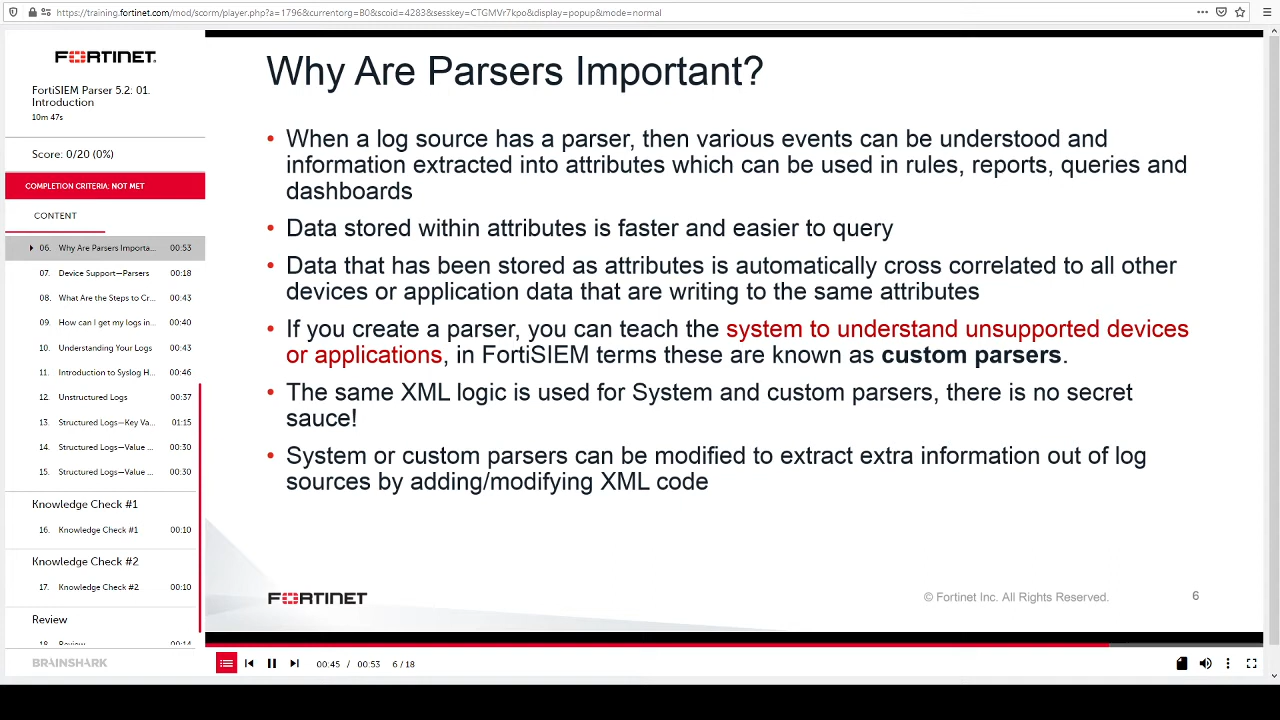 https://training.fortinet.com/mod/scorm/player.php?a=1796&currentorg=B0&scoid=4283&sesskey=CTGMVr7kpo&display=popup&mode=normal
FORTINET
FortiSIEM Parser 5.2: 01.
Introduction
10m 47s
Score: 0/20 (0%)
COMPLETION CRITERIA: NOT MET
CONTENT
06. Why Are Parsers Importa... 00:53
07. Device Support—Parsers 00:18
08. What Are the Steps to Cr... 00:43
09. How can I get my logs in... 00:40
10. Understanding Your Logs 00:43
11. Introduction to Syslog H... 00:46
12. Unstructured Logs 00:37
13. Structured Logs—Key Va... 01:15
14. Structured Logs—Value ... 00:30
15. Structured Logs—Value ... 00:30
Knowledge Check #1
16. Knowledge Check #1 00:10
Knowledge Check #2
17. Knowledge Check #2 00:10
Review
18. Review 00:14
BRAINSHARK
Why Are Parsers Important?
• When a log source has a parser, then various events can be understood and
information extracted into attributes which can be used in rules, reports, queries and
dashboards
• Data stored within attributes is faster and easier to query
• Data that has been stored as attributes is automatically cross correlated to all other
devices or application data that are writing to the same attributes
• If you create a parser, you can teach the system to understand unsupported devices
or applications, in FortiSIEM terms these are known as custom parsers.
• The same XML logic is used for System and custom parsers, there is no secret
sauce!
• System or custom parsers can be modified to extract extra information out of log
sources by adding/modifying XML code
FORTINET
© Fortinet Inc. All Rights Reserved.
6
00:45 / 00:53 6 / 18